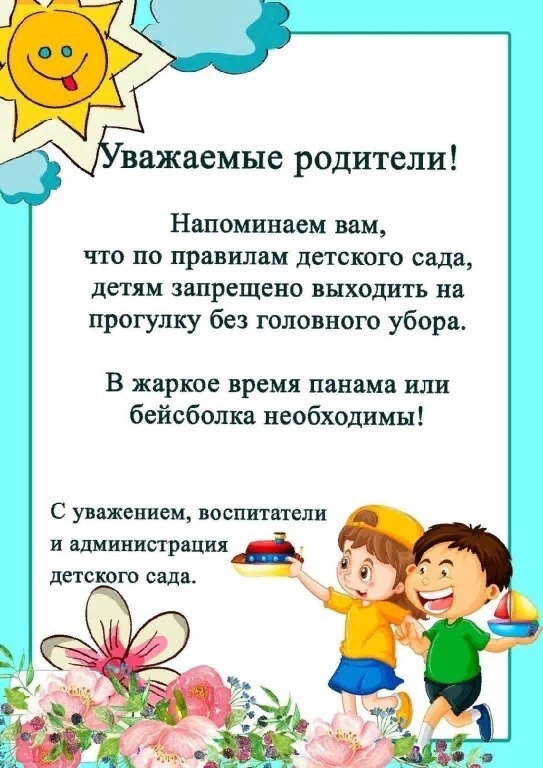 Уважаемые родители!
Напоминаем вам,
что по правилам детского сада,
детям запрещено выходить на
прогулку без головного убора.
В жаркое время панама или
бейсболка необходимы!
С уважением, воспитатели
и администрация
детского сада.